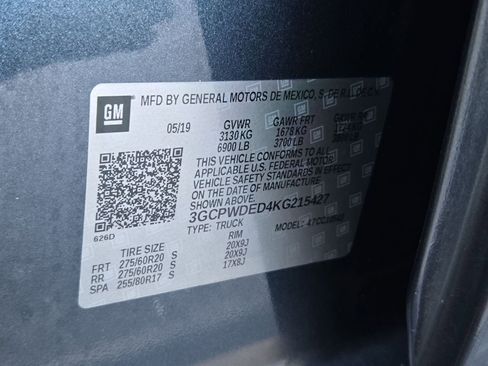 GM
MFD BY GENERAL MOTORS DE MEXICO, S. DE R.L. DE C.V.
05/19 GVWR GAWR FRT
3130 KG 1678 KG
6900 LB 3700 LB
THIS VEHICLE CONFORMS TO ALL
APPLICABLE U.S. FEDERAL MOTOR
VEHICLE SAFETY STANDARDS IN EFFECT
ON THE DATE OF MANUFACTURE
3GCPWDED4KG215427
TYPE: TRUCK MODEL:
626D
TIRE SIZE RIM
FRT 275/60R20 S 20X9J
RR 275/60R20 S 20X9J
SPA 255/80R17 S 17X8J